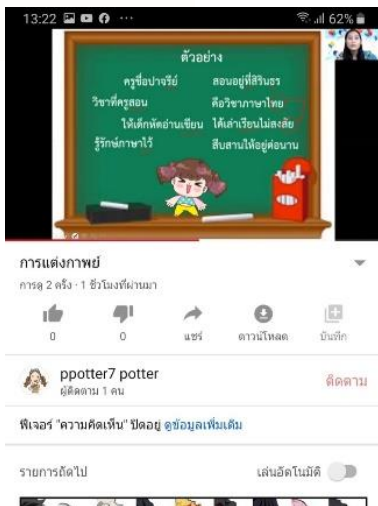 13:22 62%
ตัวอย่าง
ครูชื่อปาจรีย์ สอนอยู่ที่สิรินธร
วิชาที่ครูสอน คือวิชาภาษาไทย
ให้เด็กหัดอ่านเขียน ได้เล่าเรียนไม่สงสัย
รู้รักษ์ภาษาไว้ สืบสานให้อยู่ค่อนาน
การแต่งกาพย์
การดู 2 ครั้ง · 1 ชั่วโมงที่ผ่านมา
0 0 แชร์ ดาวน์โหลด บันทึก
ppotter7 potter
ผู้ติดตาม 1 คน
ติดตาม
ฟีเจอร์ "ความคิดเห็น" ปิดอยู่ ดูข้อมูลเพิ่มเติม
รายการถัดไป เล่นอัตโนมัติ